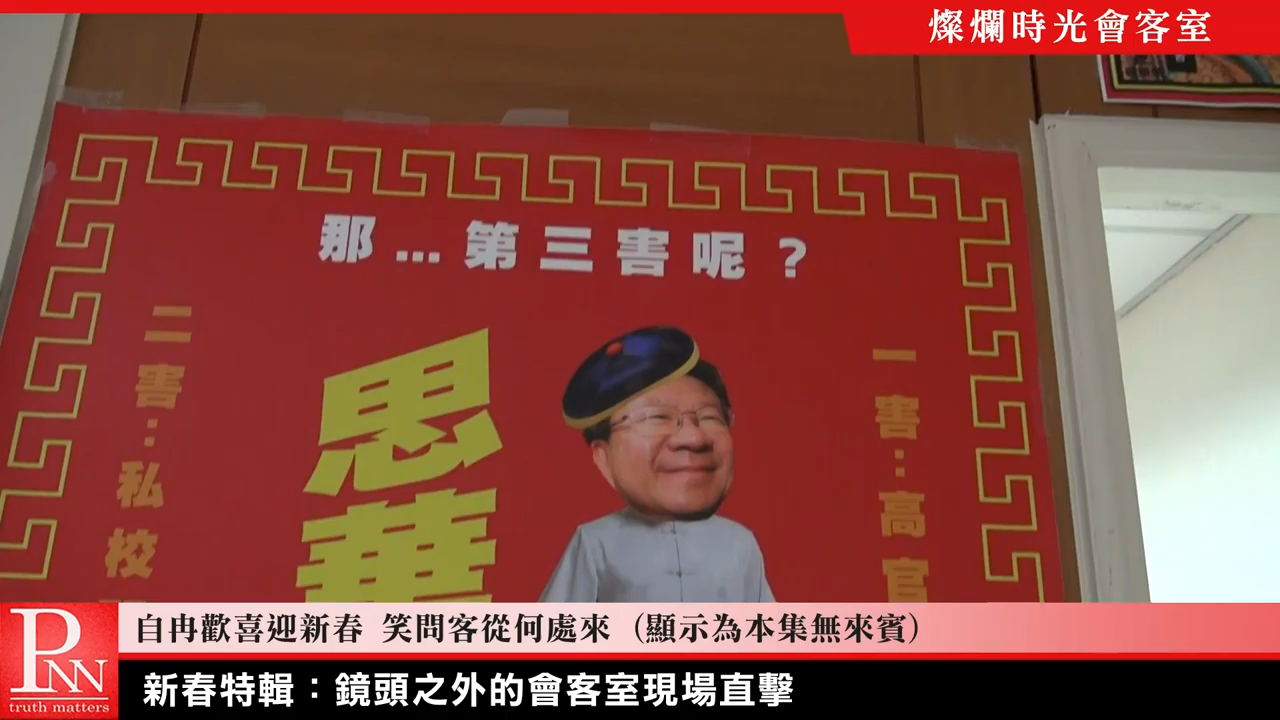 燦爛時光會客室
那…第三害呢?
一害:高官
思華
二害:私校
自冉歡喜迎新春 笑問客從何處來 (顯示為本集無來賓)
PNN
truth matters
新春特輯:鏡頭之外的會客室現場直擊